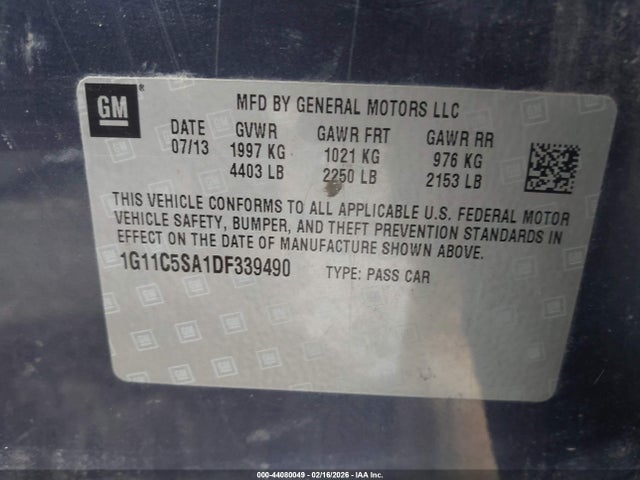 GM®
MFD BY GENERAL MOTORS LLC
DATE GVWR GAWR FRT GAWR RR
07/13 1997 KG 1021 KG 976 KG
4403 LB 2250 LB 2153 LB
THIS VEHICLE CONFORMS TO ALL APPLICABLE U.S. FEDERAL MOTOR
VEHICLE SAFETY, BUMPER, AND THEFT PREVENTION STANDARDS IN
EFFECT ON THE DATE OF MANUFACTURE SHOWN ABOVE.
1G11C5SA1DF339490 TYPE: PASS CAR
000-44080049 - 02/16/2026 - IAA Inc.